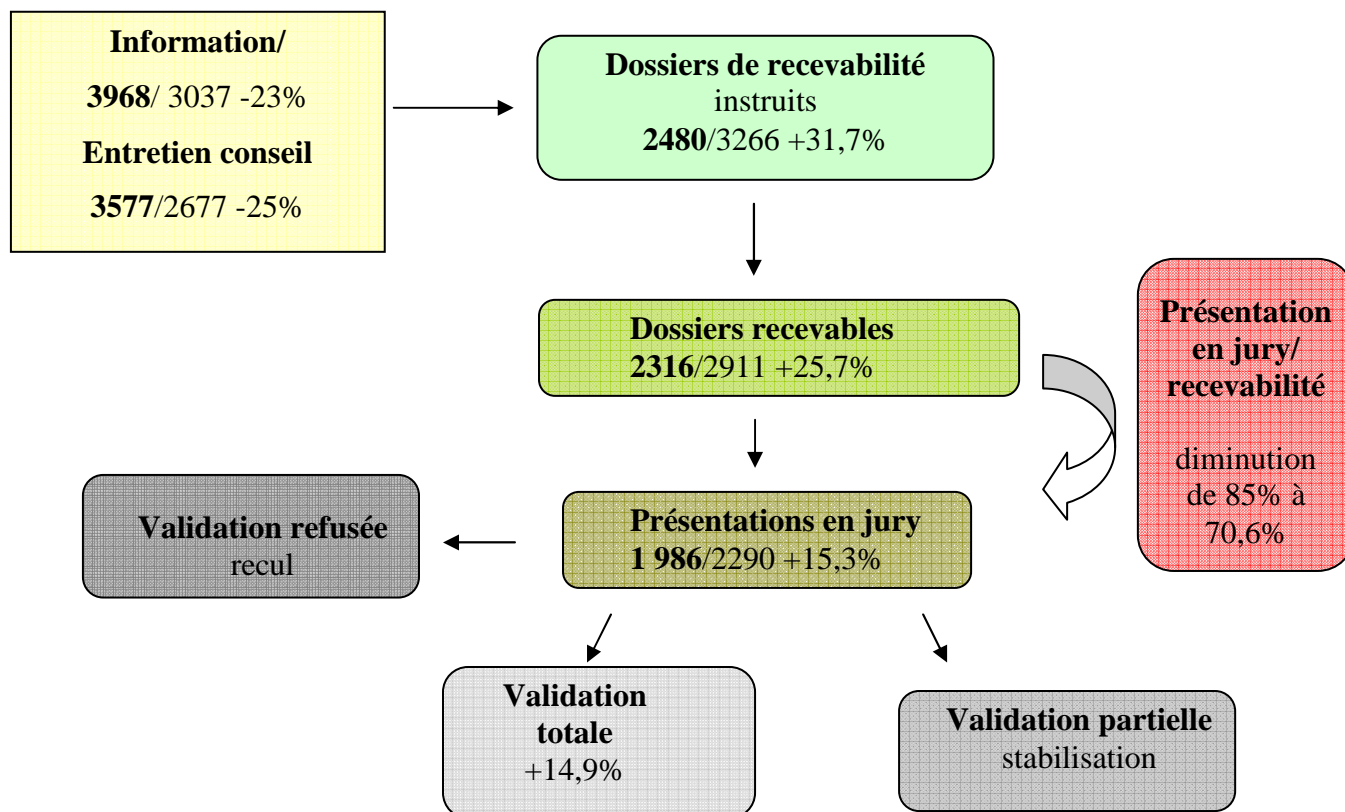 Information/
3968/ 3037 -23%
Entretien conseil
3577/2677 -25%
Dossiers de recevabilité
instruits
2480/3266 +31,7%
Dossiers recevables
2316/2911 +25,7%
Présentation
en jury/
recevabilité
diminution
de 85% à
70,6%
Présentations en jury
1 986/2290 +15,3%
Validation refusée
recul
Validation
totale
+14,9%
Validation partielle
stabilisation